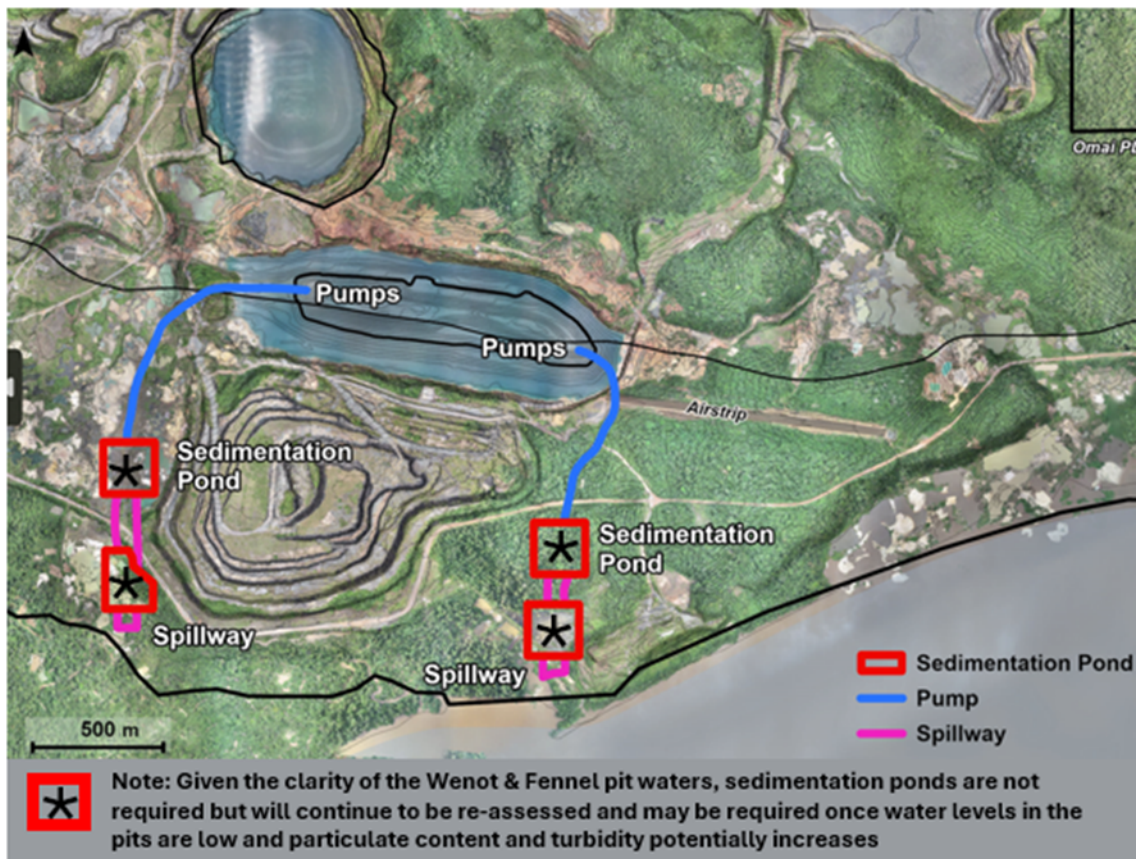 Omai
Pumps
Pumps
Airstrip
Sedimentation
Pond
Sedimentation
Pond
Spillway
Spillway
Sedimentation Pond
Pump
Spillway
500 m
Note: Given the clarity of the Wenot & Fennel pit waters, sedimentation ponds are not
required but will continue to be re-assessed and may be required once water levels in the
pits are low and particulate content and turbidity potentially increases